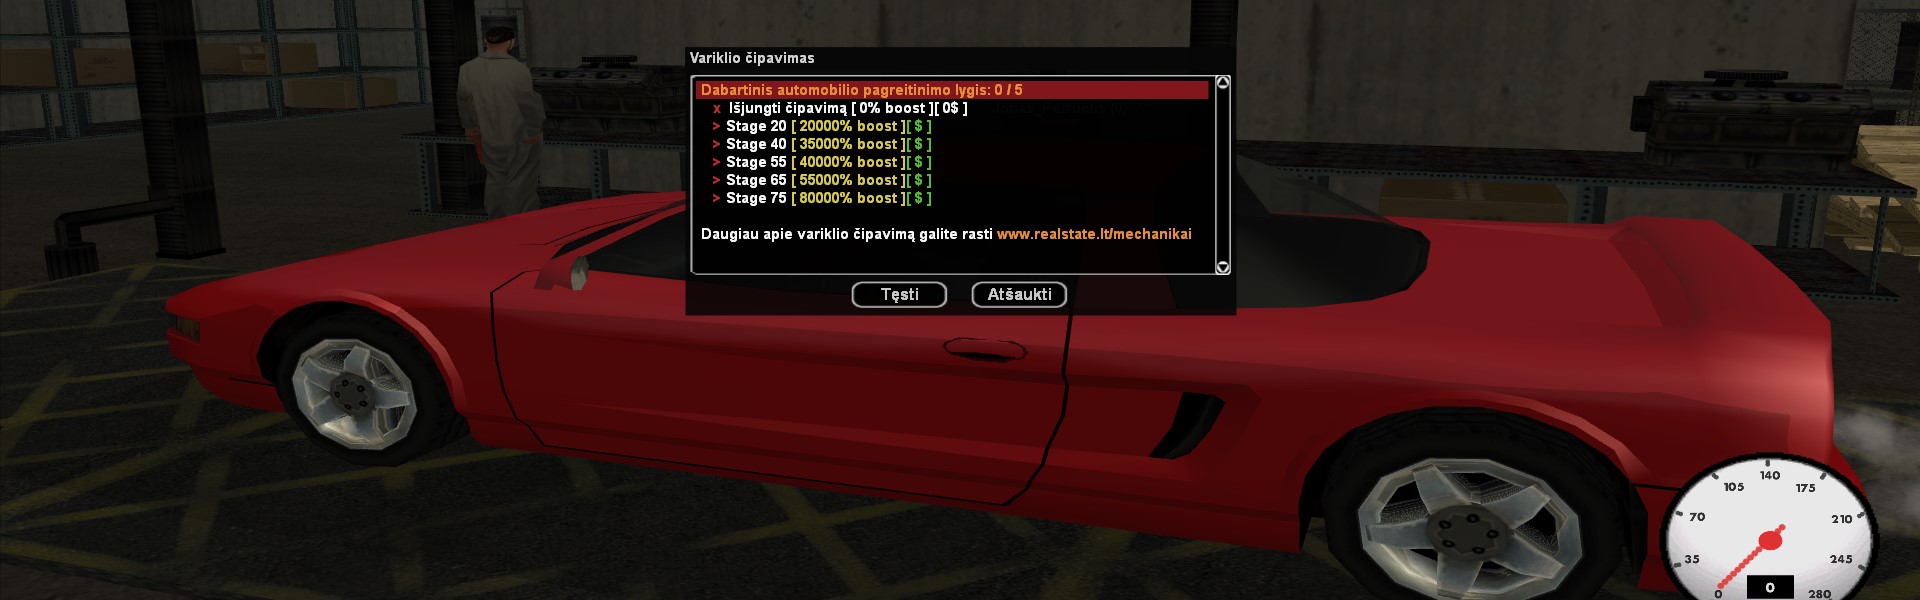 Variklio čipavimas
Dabartinis automobilio pagreitinimo lygis: 0 / 5
x Išjungti čipavimą [ 0% boost ][ 0$ ]
> Stage 20 [ 20000% boost ][ $ ]
> Stage 40 [ 35000% boost ][ $ ]
> Stage 55 [ 40000% boost ][ $ ]
> Stage 65 [ 55000% boost ][ $ ]
> Stage 75 [ 80000% boost ][ $ ]
Daugiau apie variklio čipavimą galite rasti www.realstate.lt/mechanikai
Tęsti Atšaukti
0
35
70
105
140
175
210
245
280
0